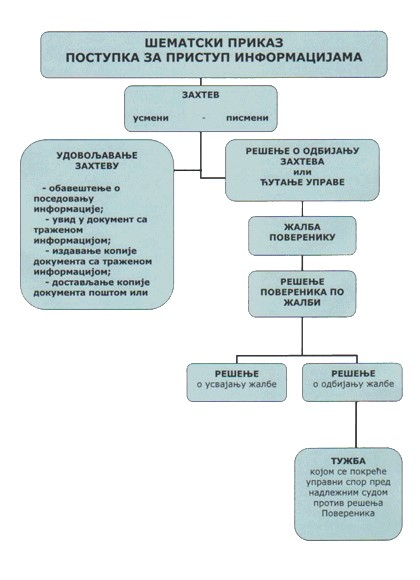 ШЕМАТСКИ ПРИКАЗ
ПОСТУПКА ЗА ПРИСТУП ИНФОРМАЦИЈАМА
ЗАХТЕВ
усмени - писмени
УДОВОЉАВАЊЕ
ЗАХТЕВУ
- обавештење о
поседовању
информације;
- увид у документ са
траженом
информацијом;
- издавање копије
документа са траженом
информацијом;
- достављање копије
документа поштом или
РЕШЕЊЕ О ОДБИЈАЊУ
ЗАХТЕВА
или
ЋУТАЊЕ УПРАВЕ
ЖАЛБА
ПОВЕРЕНИКУ
РЕШЕЊЕ
ПОВЕРЕНИКА ПО
ЖАЛБИ
РЕШЕЊЕ
о усвајању жалбе
РЕШЕЊЕ
о одбијању жалбе
ТУЖБА
којом се покреће
управни спор пред
надлежним судом
против решења
Повереника